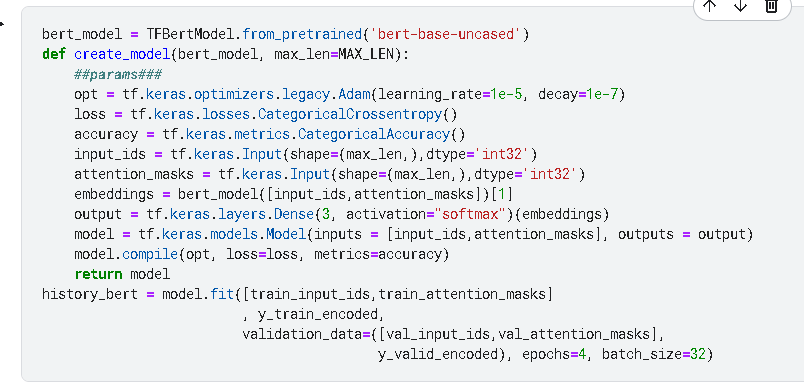 bert_model = TFBertModel.from_pretrained('bert-base-uncased')
def create_model(bert_model, max_len=MAX_LEN):
    ##params###
    opt = tf.keras.optimizers.legacy.Adam(learning_rate=1e-5, decay=1e-7)
    loss = tf.keras.losses.CategoricalCrossentropy()
    accuracy = tf.keras.metrics.CategoricalAccuracy()
    input_ids = tf.keras.Input(shape=(max_len,),dtype='int32')
    attention_masks = tf.keras.Input(shape=(max_len,),dtype='int32')
    embeddings = bert_model([input_ids,attention_masks])[1]
    output = tf.keras.layers.Dense(3, activation="softmax")(embeddings)
    model = tf.keras.models.Model(inputs = [input_ids,attention_masks], outputs = output)
    model.compile(opt, loss=loss, metrics=accuracy)
    return model
history_bert = model.fit([train_input_ids,train_attention_masks]
                         , y_train_encoded,
                         validation_data=([val_input_ids,val_attention_masks],
                                          y_valid_encoded), epochs=4, batch_size=32)